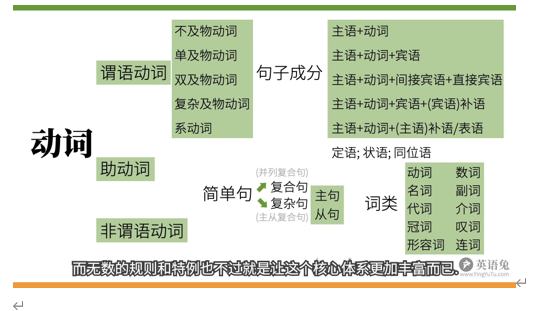 动词
谓语动词
助动词
非谓语动词
不及物动词
单及物动词
双及物动词
复杂及物动词
系动词
句子成分
主语+动词
主语+动词+宾语
主语+动词+间接宾语+直接宾语
主语+动词+宾语+(宾语)补语
主语+动词+(主语)补语/表语
定语; 状语; 同位语
简单句
(并列复合句)
复合句
复杂句
(主从复合句)
主句
从句
词类
动词 数词
名词 副词
代词 介词
冠词 叹词
形容词 连词
而无数的规则和特例也不过就是让这个核心体系更加丰富而已.
英语兔
www.YingYuTu.com